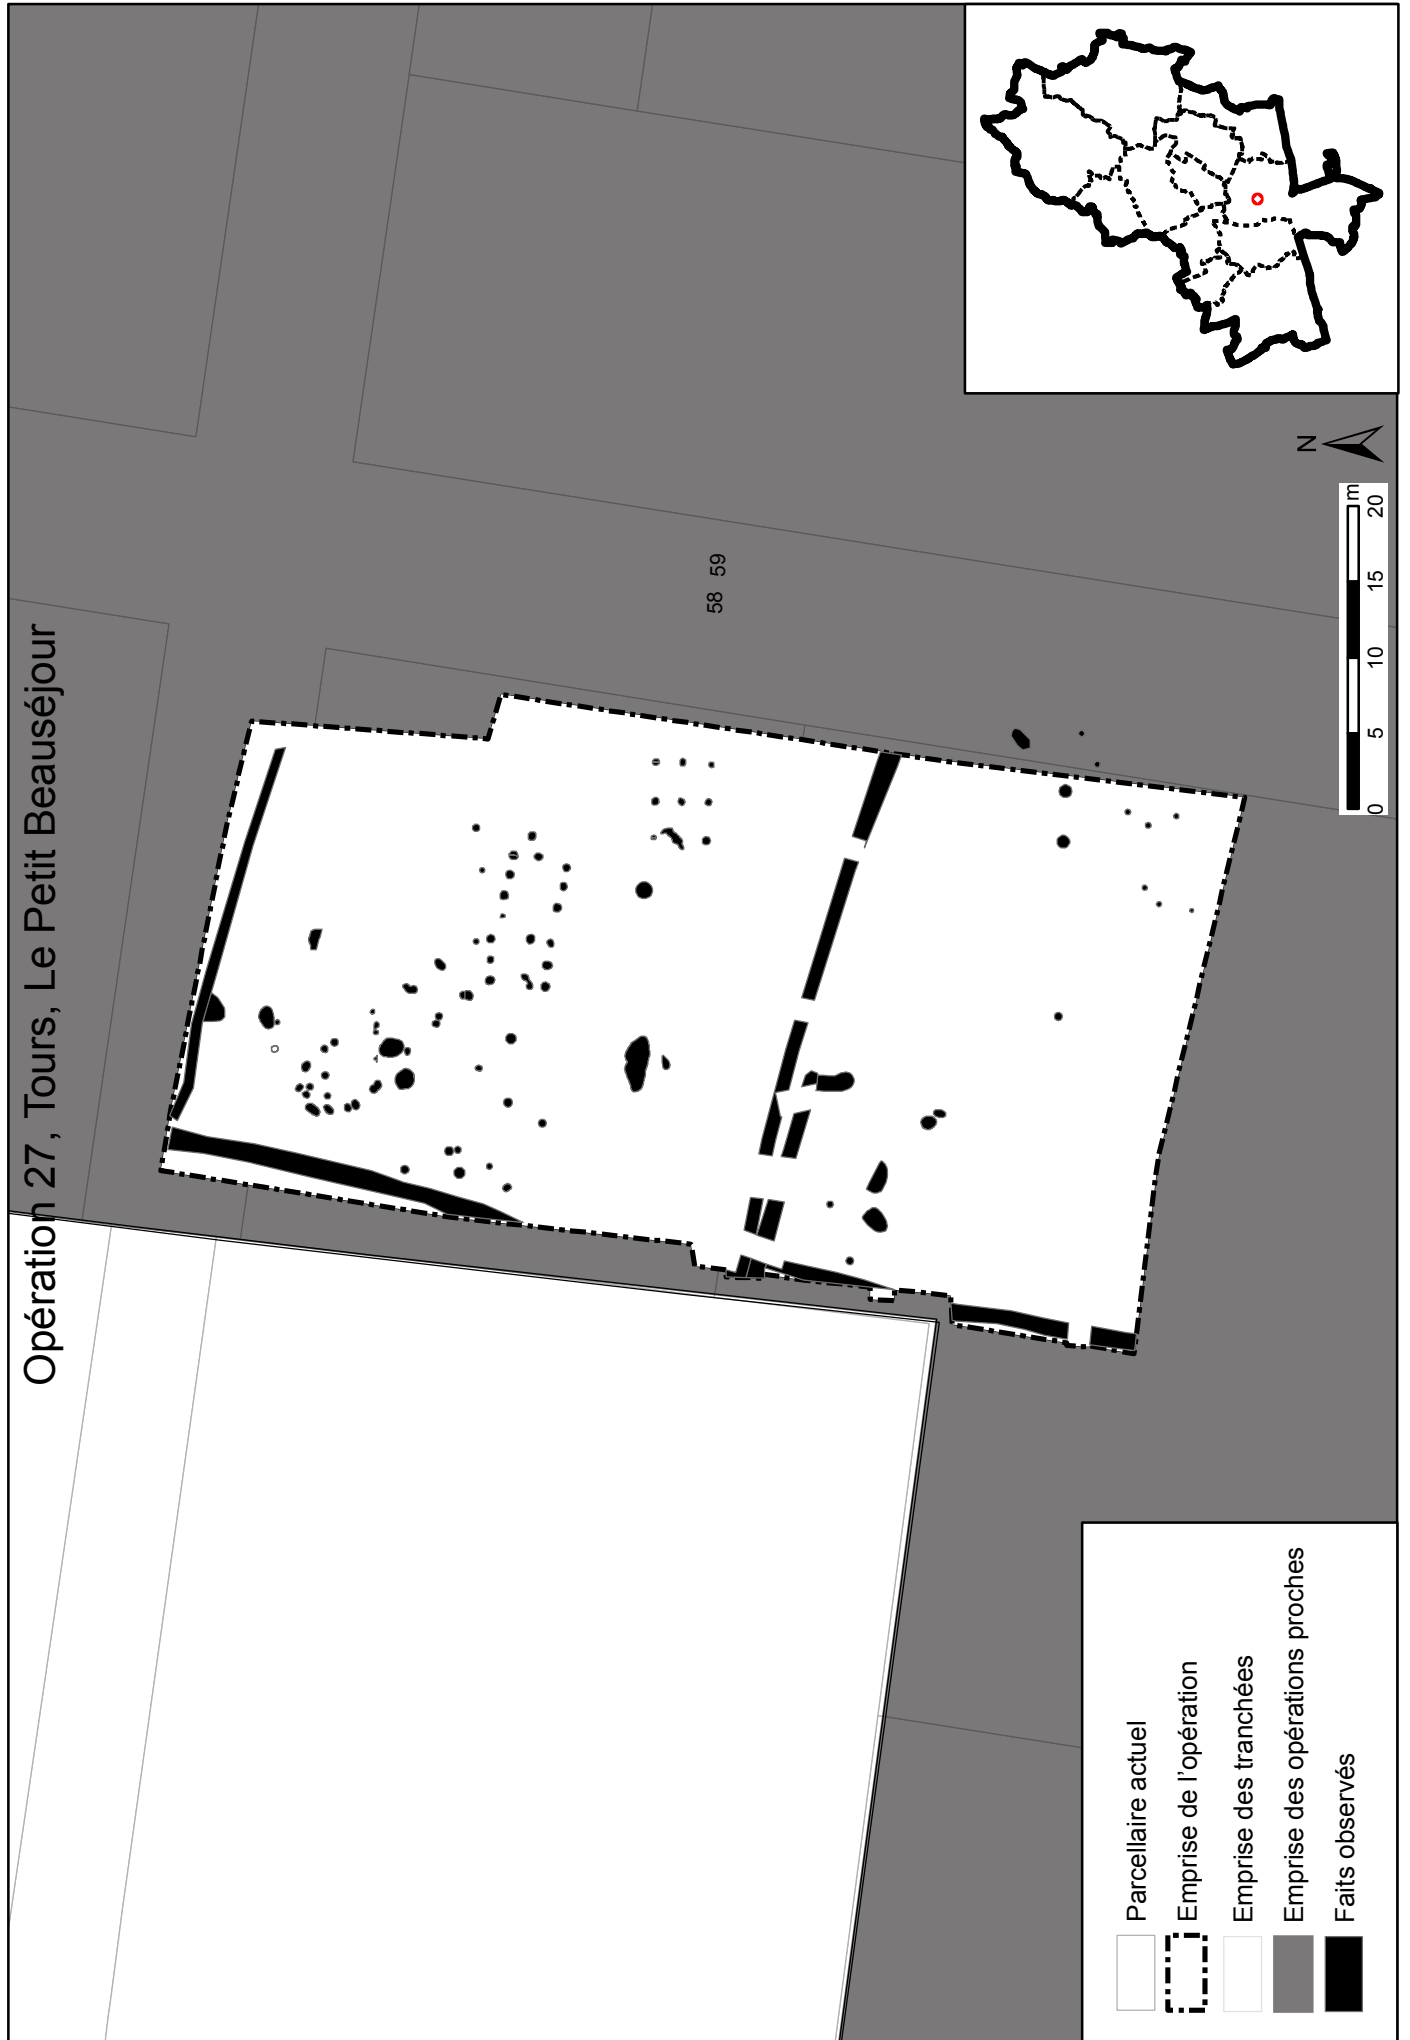 Opération 27, Tours, Le Petit Beauséjour
58 59
N
0 5 10 15 20
m
Parcellaire actuel
Emprise de l'opération
Emprise des tranchées
Emprise des opérations proches
Faits observés